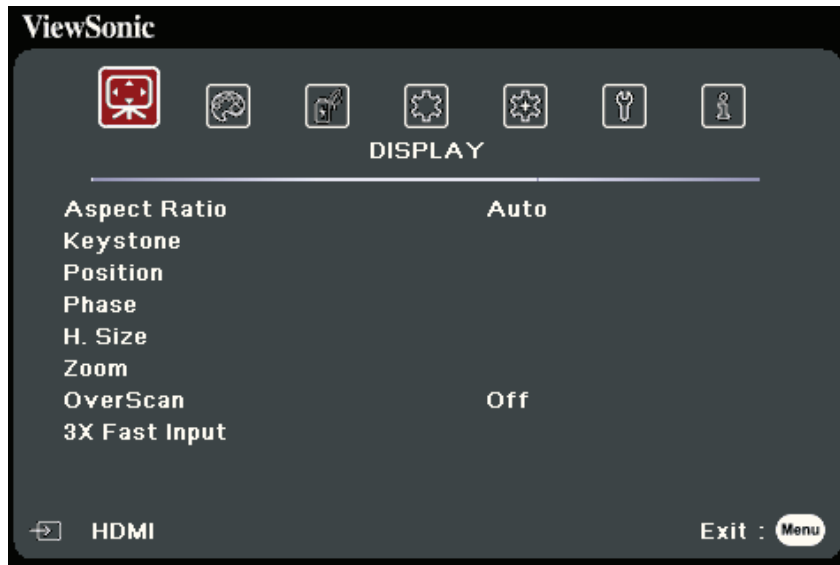 ViewSonic
DISPLAY
Aspect Ratio Auto
Keystone
Position
Phase
H. Size
Zoom
OverScan Off
3X Fast Input
HDMI Exit : Menu